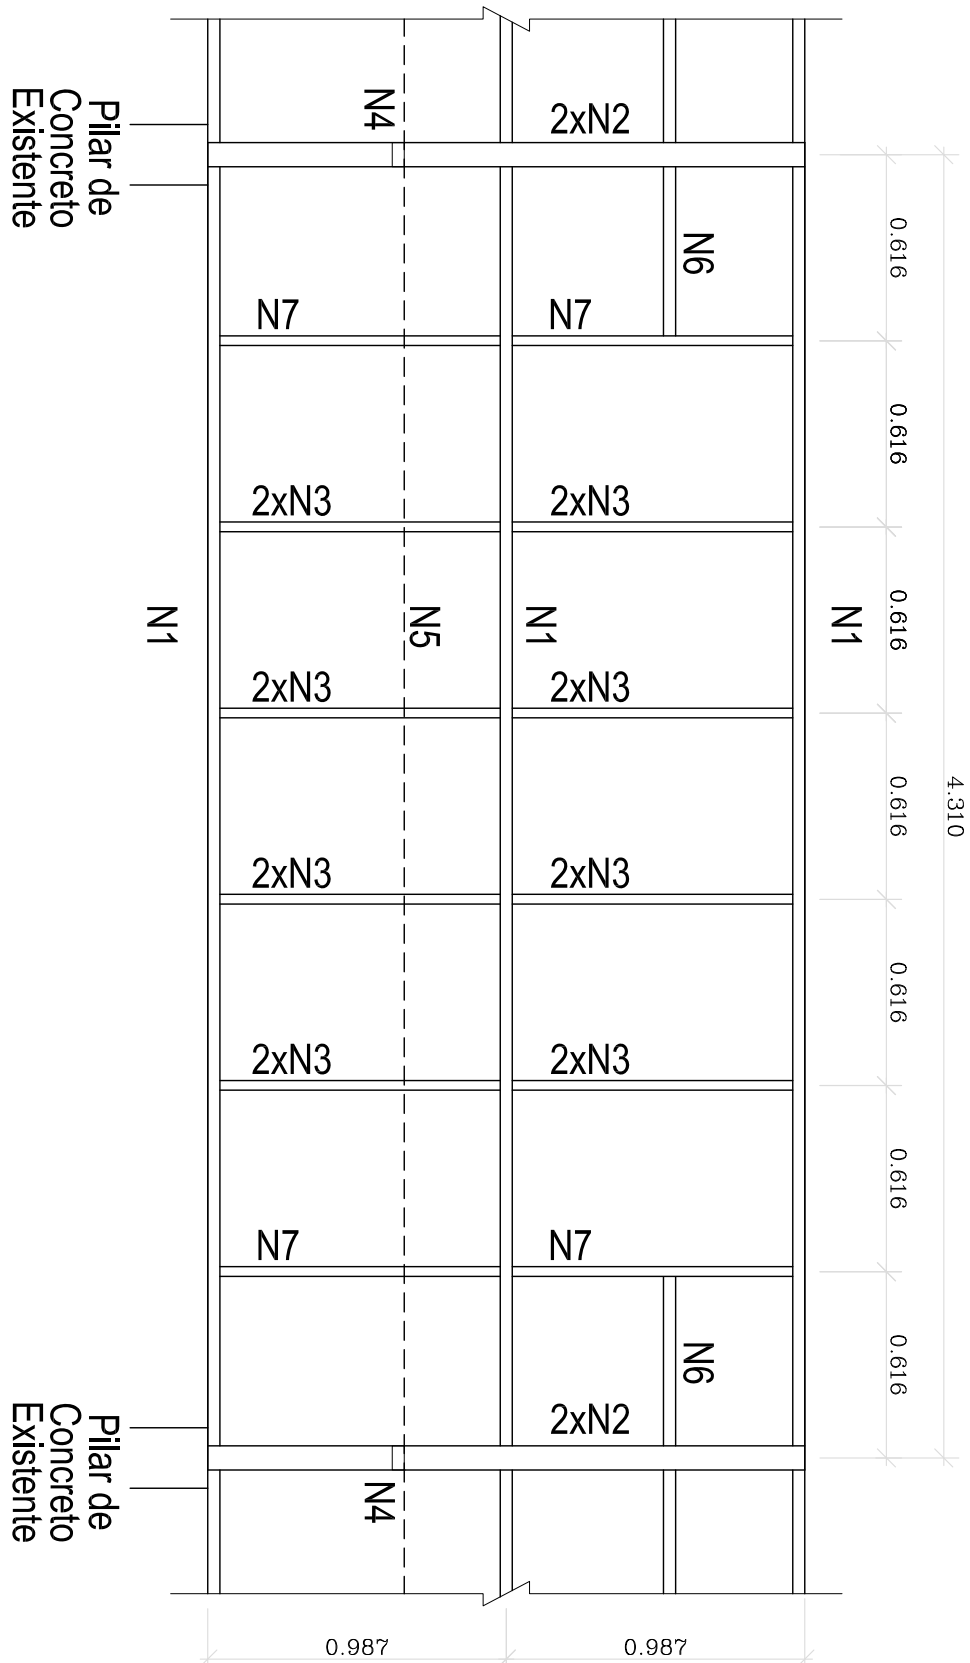 Pilar de
Concreto
Existente
N4
2xN2
N6
N7
N7
2xN3
2xN3
N1
N5
N1
N1
2xN3
2xN3
2xN3
2xN3
2xN3
2xN3
N7
N7
N6
2xN2
N4
Pilar de
Concreto
Existente
0.616
0.616
0.616
0.616
0.616
0.616
0.616
4.310
0.987
0.987